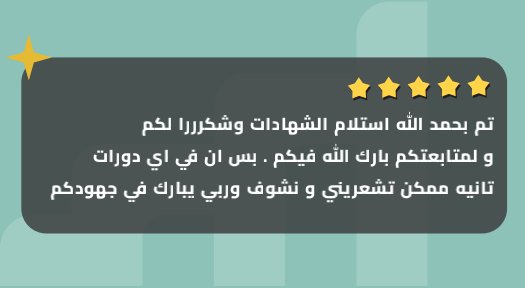 تم بحمد الله استلام الشهادات وشكرررا لكم
و لمتابعتكم بارك الله فيكم . بس ان في اي دورات
تانيه ممكن تشعريني و نشوف وربي يبارك في جهودكم